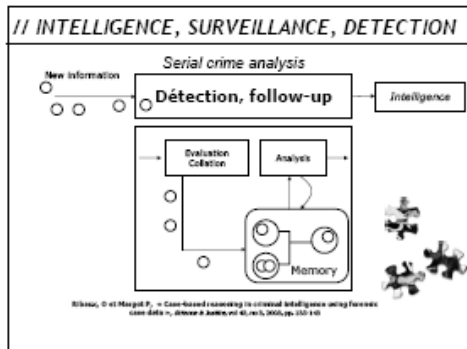 // INTELLIGENCE, SURVEILLANCE, DETECTION
Serial crime analysis
New information
Détection, follow-up
Intelligence
Evaluation
Collation
Analysis
Memory
Ribaux, O et Margot P, « Case-based reasoning in criminal intelligence using forensic
case data », Science & Justice, vol 43, no 3, 2003, pp. 135-143